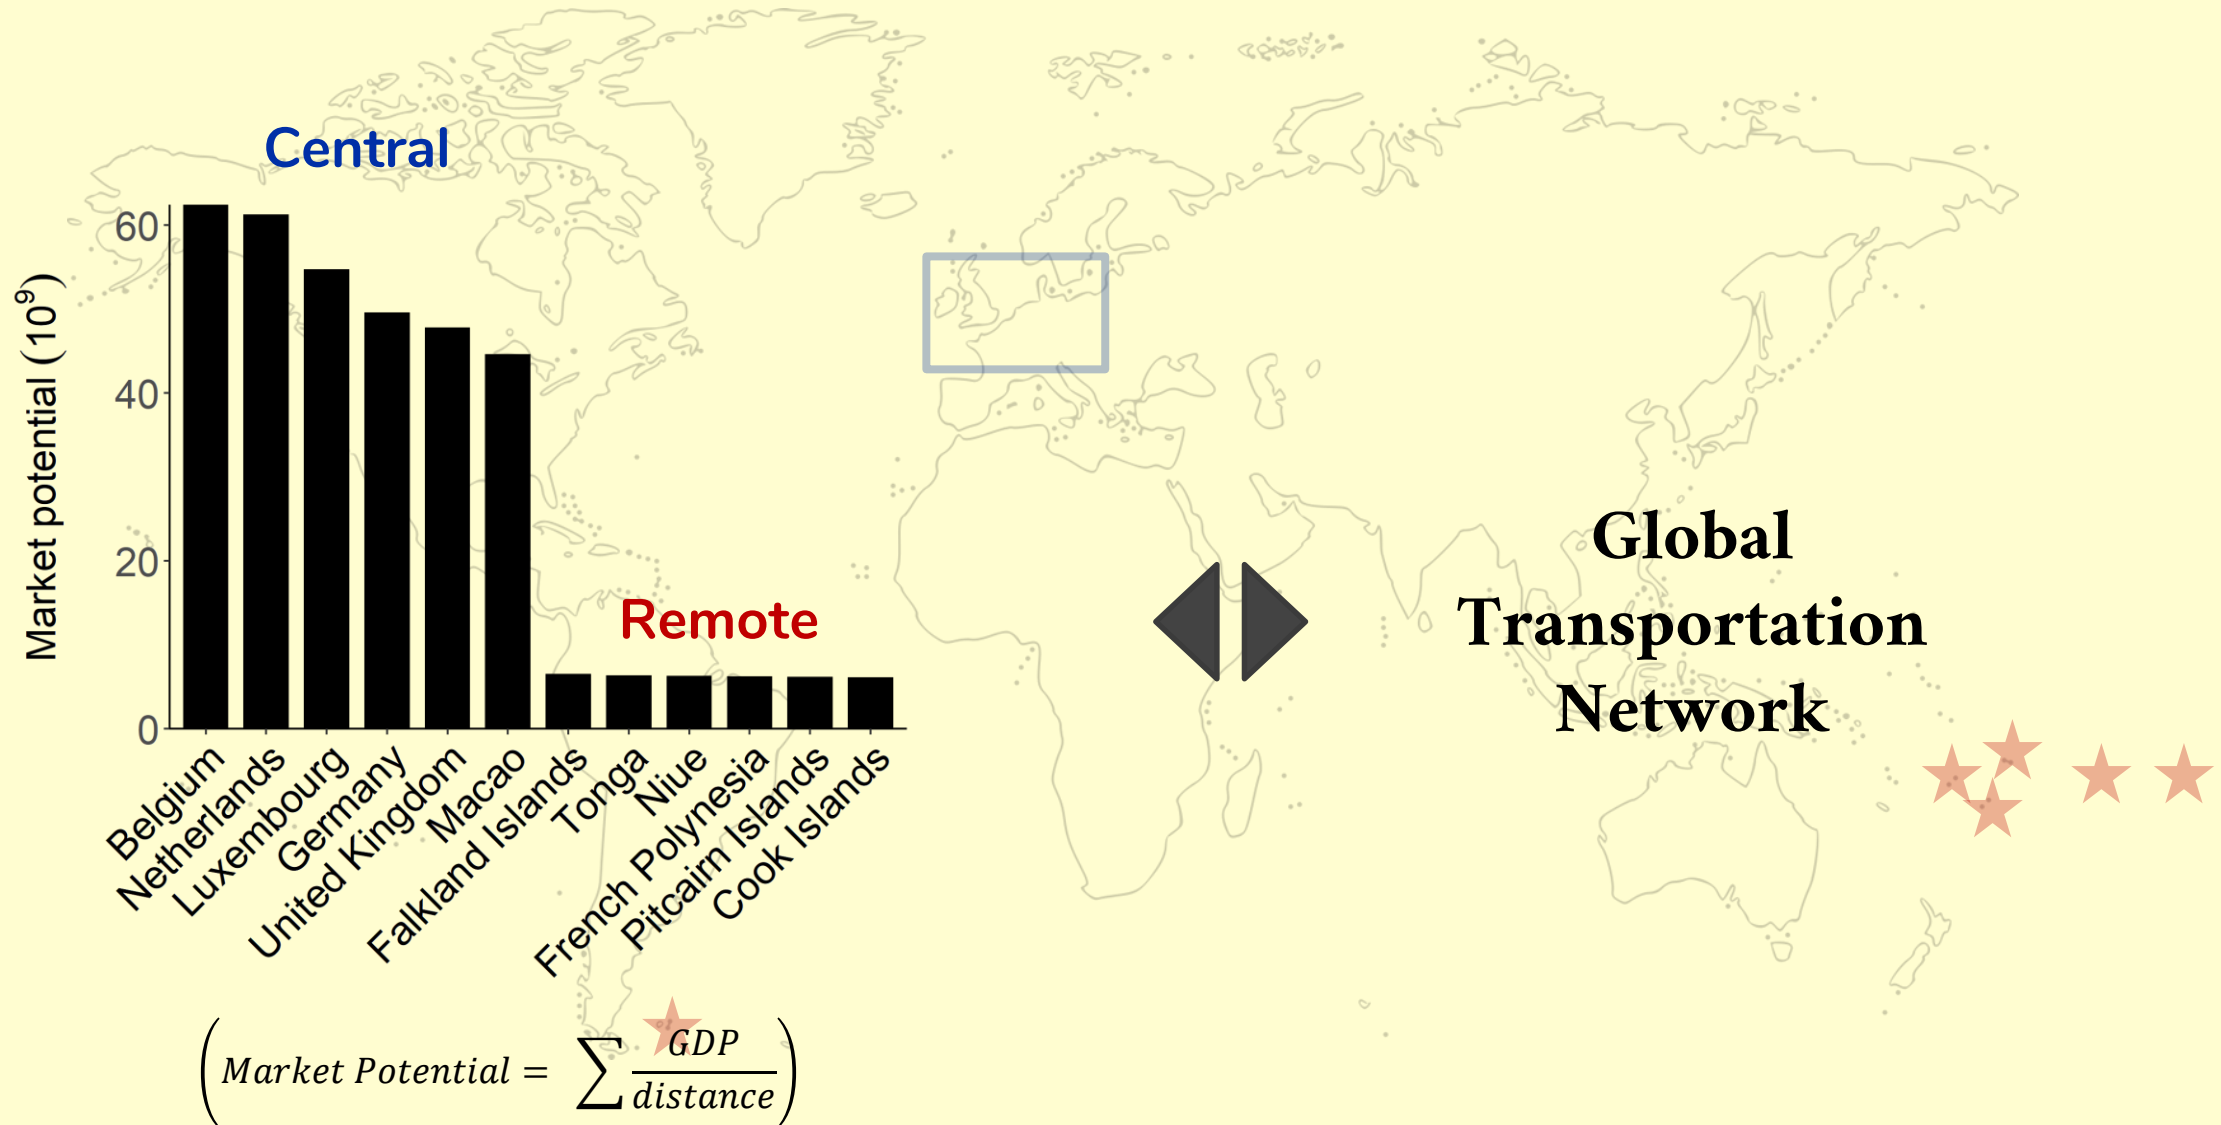 Central
Market potential (10⁹)
60
40
20
0
Remote
Belgium
Netherlands
Luxembourg
Germany
United Kingdom
Macao
Falkland Islands
Tonga
Niue
French Polynesia
Pitcairn Islands
Cook Islands
(Market Potential = ∑ GDP/distance)
Global
Transportation
Network